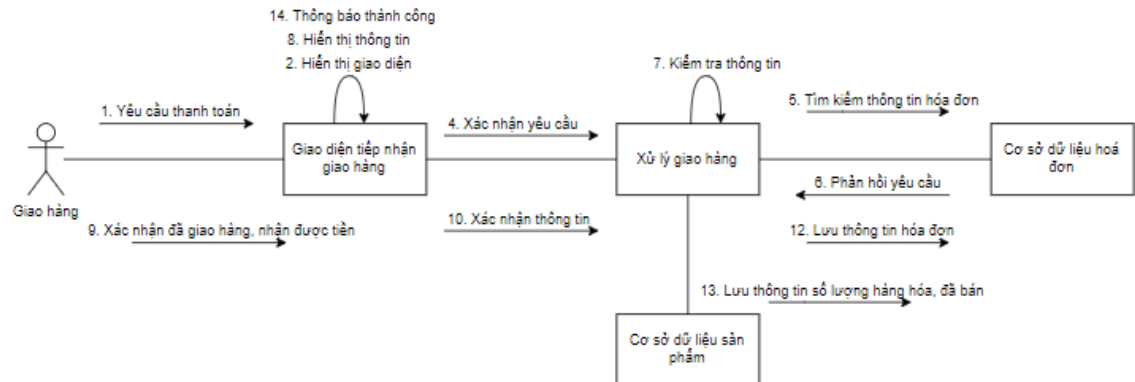 14. Thông báo thành công
8. Hiển thị thông tin
2. Hiển thị giao diện
7. Kiểm tra thông tin
1. Yêu cầu thanh toán
4. Xác nhận yêu cầu
5. Tìm kiếm thông tin hóa đơn
Giao diện tiếp nhận
giao hàng
Xử lý giao hàng
Cơ sở dữ liệu hoá
đơn
6. Phản hồi yêu cầu
Giao hàng
9. Xác nhận đã giao hàng, nhận được tiền
10. Xác nhận thông tin
12. Lưu thông tin hóa đơn
13. Lưu thông tin số lượng hàng hóa, đã bán
Cơ sở dữ liệu sản
phẩm